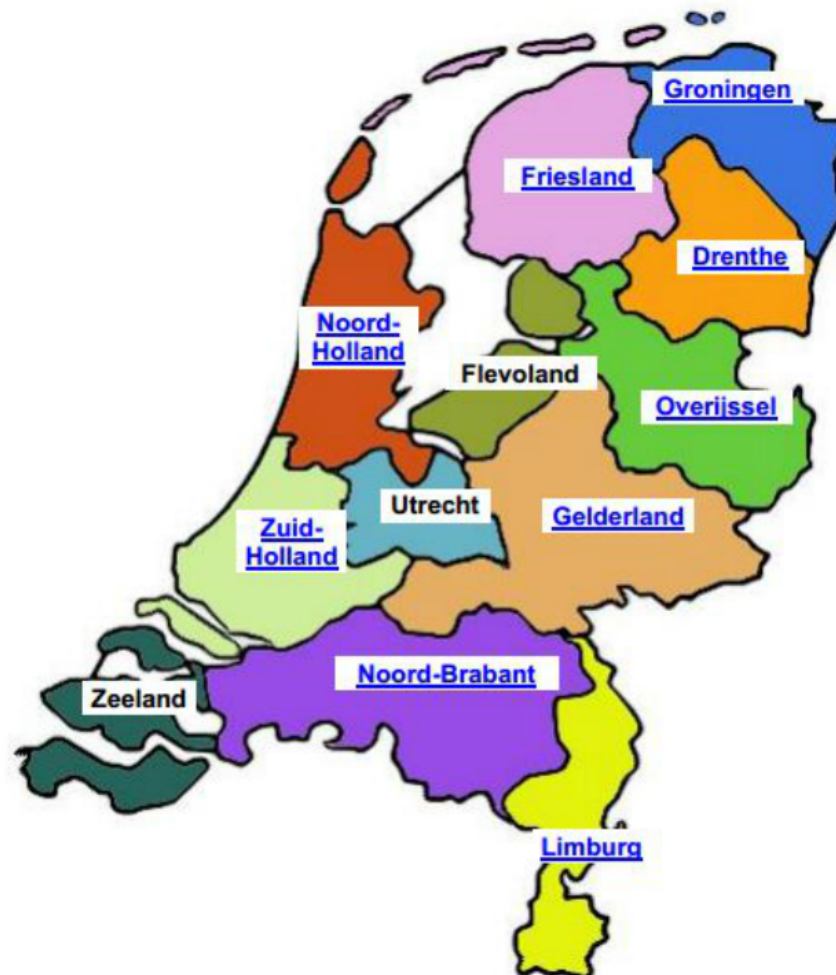 Groningen
Friesland
Drenthe
Noord-
Holland
Flevoland
Overijssel
Utrecht
Gelderland
Zuid-
Holland
Noord-Brabant
Zeeland
Limburg